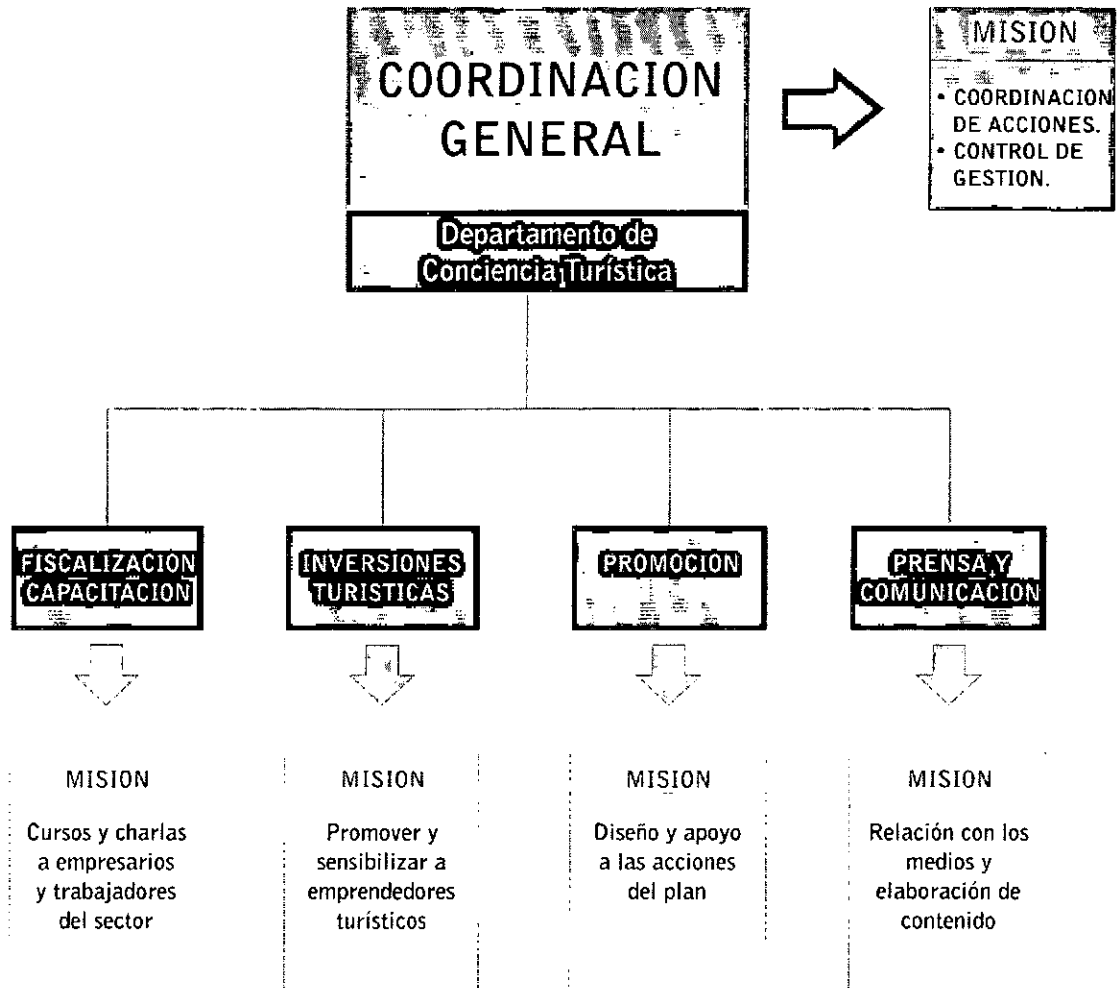 COORDINACION
GENERAL
Departamento de
Conciencia Turística
MISION
• COORDINACION
DE ACCIONES.
• CONTROL DE
GESTION.
FISCALIZACION
CAPACITACION
INVERSIONES
TURISTICAS
PROMOCION
PRENSA Y
COMUNICACION
MISION
Cursos y charlas
a empresarios
y trabajadores
del sector
MISION
Promover y
sensibilizar a
emprendedores
turísticos
MISION
Diseño y apoyo
a las acciones
del plan
MISION
Relación con los
medios y
elaboración de
contenido